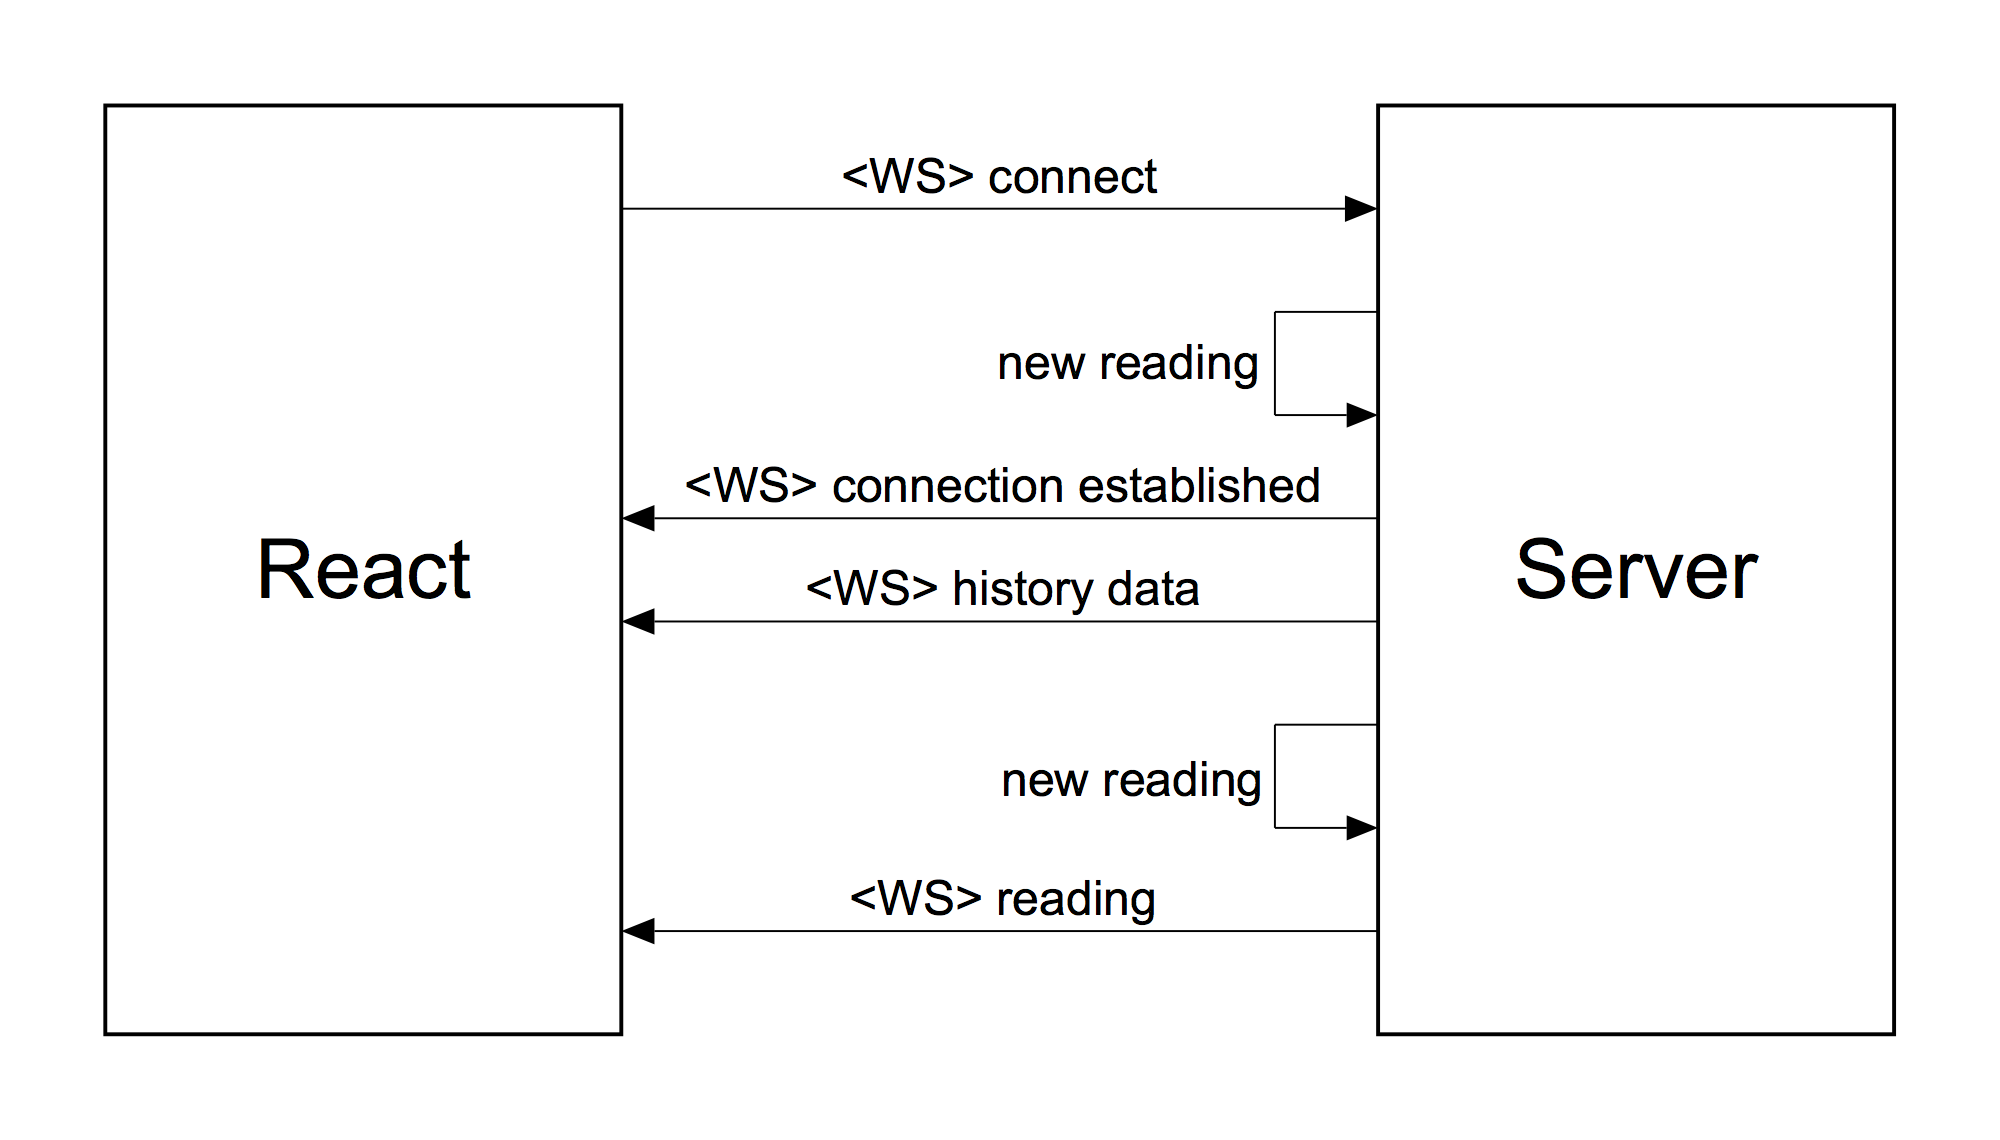 <WS> connect
new reading
<WS> connection established
React
Server
<WS> history data
new reading
<WS> reading